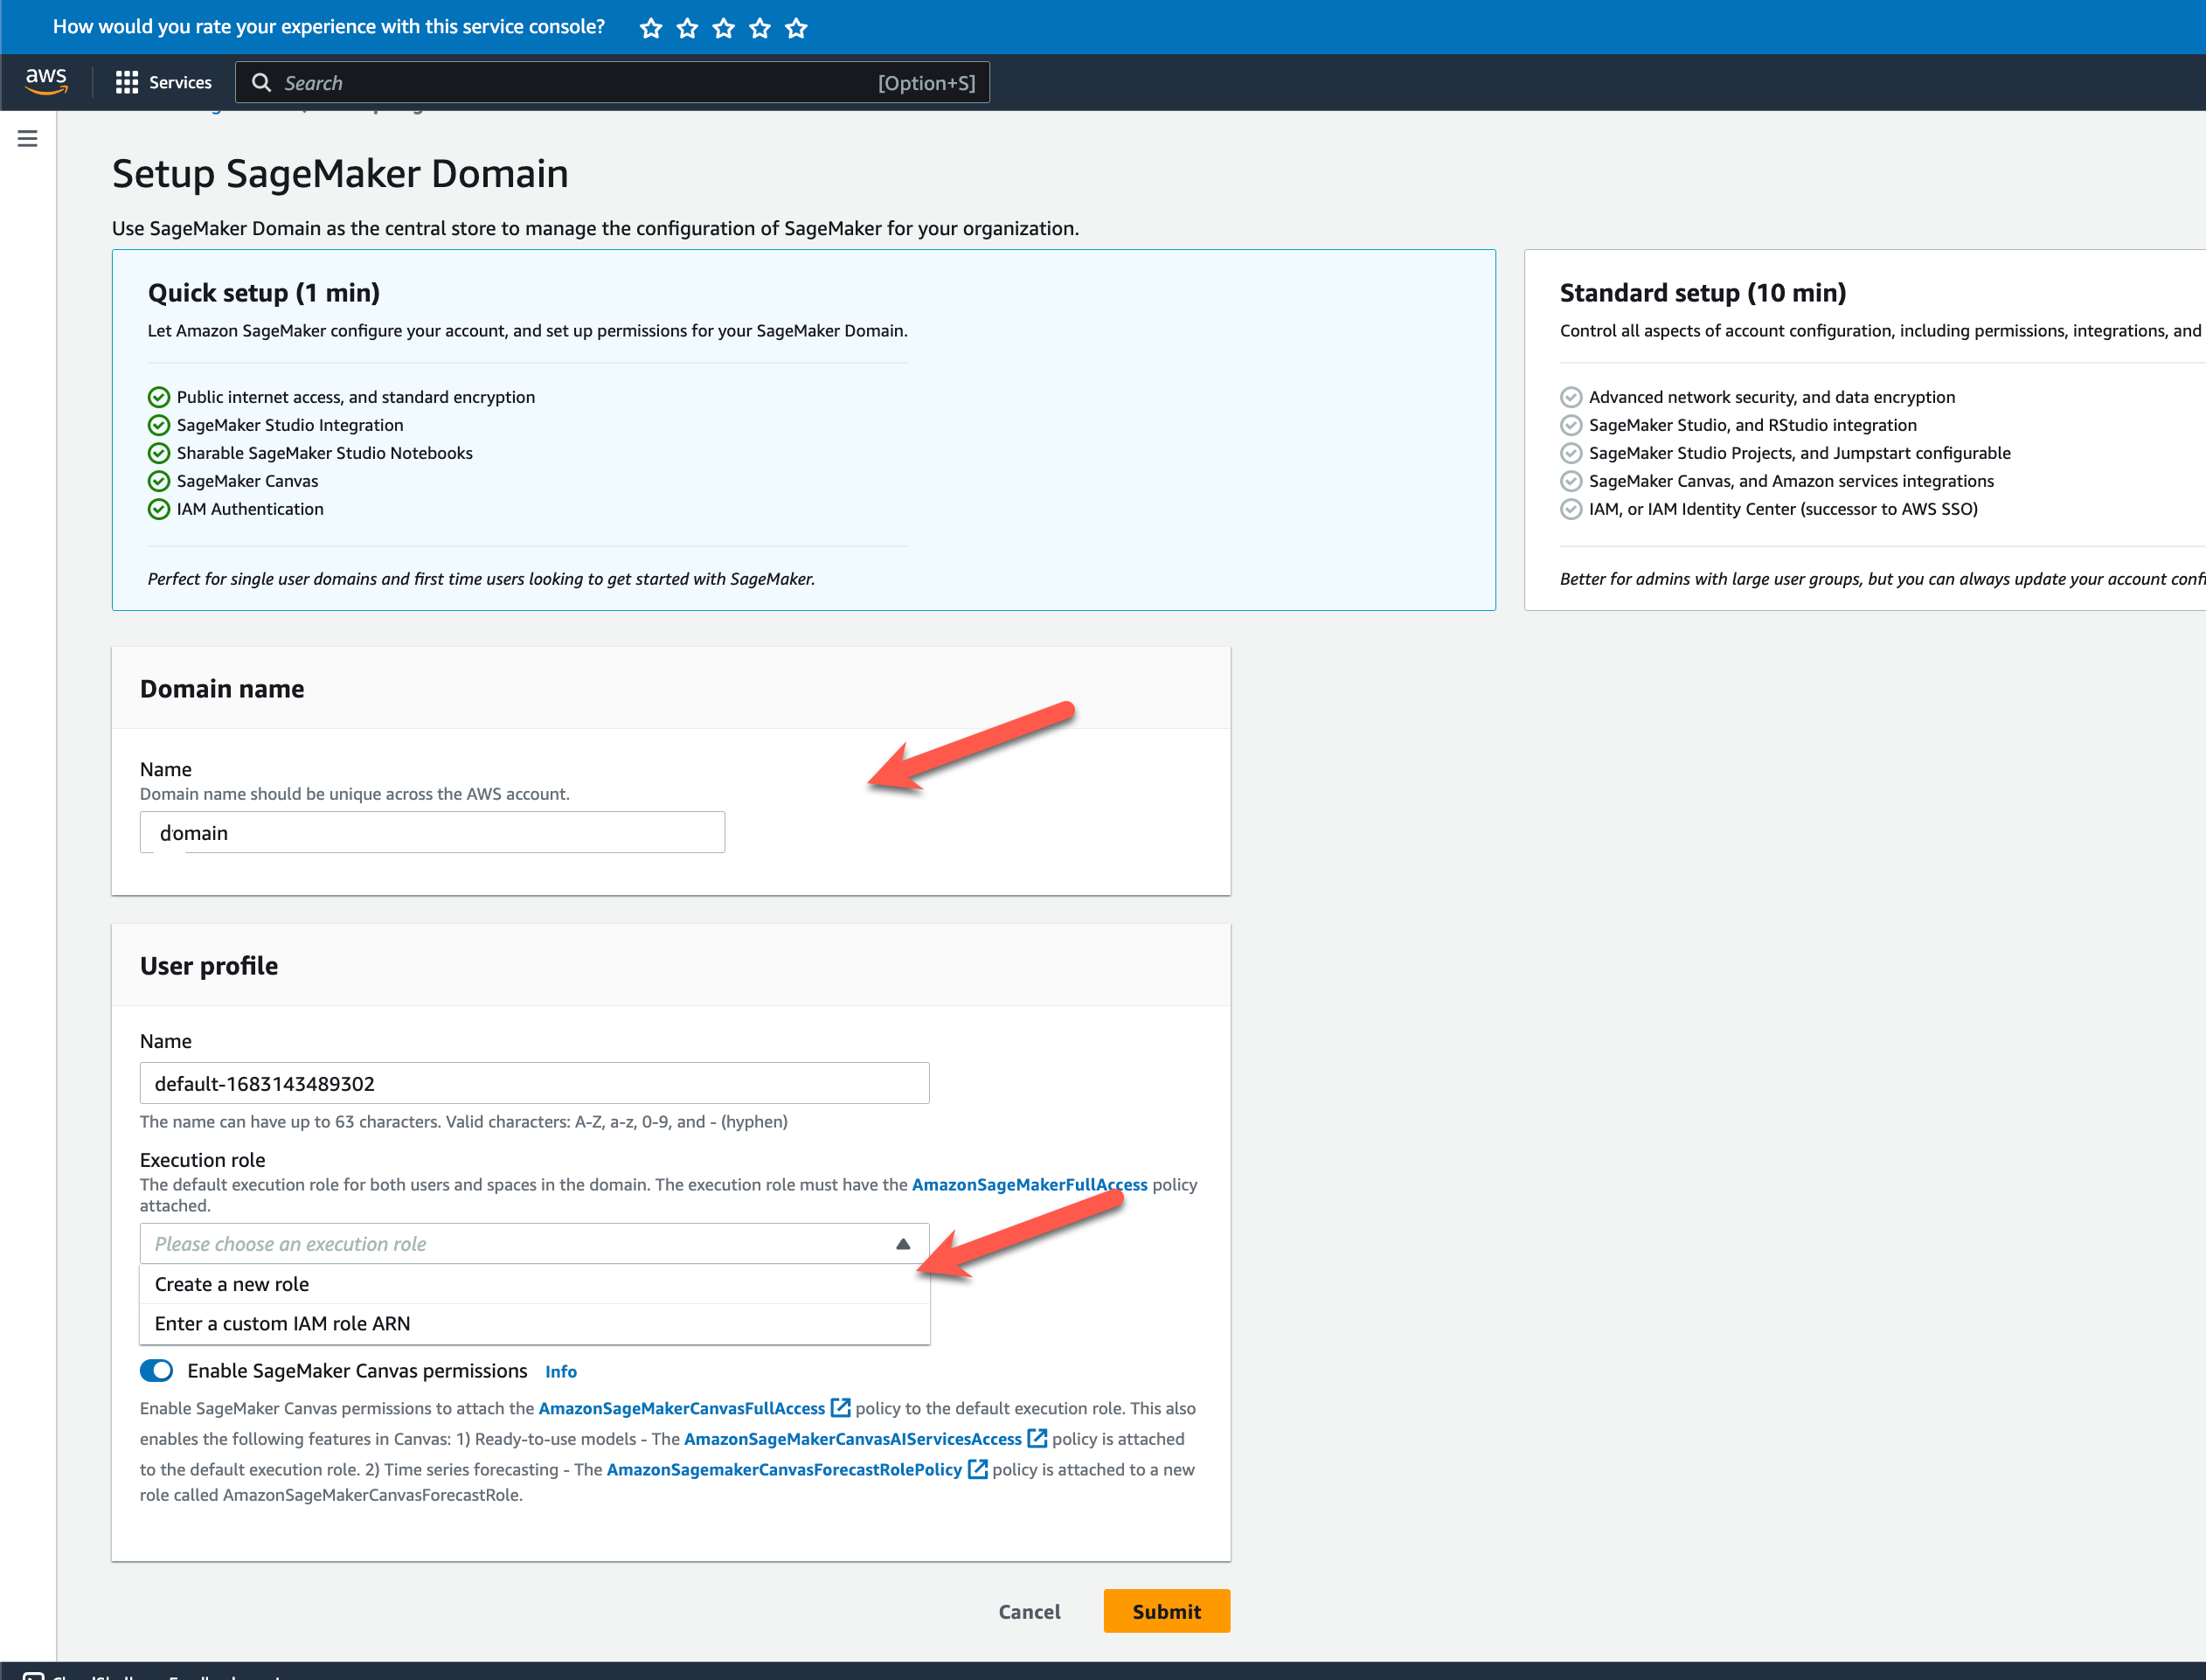 How would you rate your experience with this service console?
aws
Services
Search
[Option+S]
Setup SageMaker Domain
Use SageMaker Domain as the central store to manage the configuration of SageMaker for your organization.
Quick setup (1 min)
Let Amazon SageMaker configure your account, and set up permissions for your SageMaker Domain.
Public internet access, and standard encryption
SageMaker Studio Integration
Sharable SageMaker Studio Notebooks
SageMaker Canvas
IAM Authentication
Perfect for single user domains and first time users looking to get started with SageMaker.
Standard setup (10 min)
Control all aspects of account configuration, including permissions, integrations, and
Advanced network security, and data encryption
SageMaker Studio, and RStudio integration
SageMaker Studio Projects, and Jumpstart configurable
SageMaker Canvas, and Amazon services integrations
IAM, or IAM Identity Center (successor to AWS SSO)
Better for admins with large user groups, but you can always update your account
Domain name
Name
Domain name should be unique across the AWS account.
domain
User profile
Name
default-1683143489302
The name can have up to 63 characters. Valid characters: A-Z, a-z, 0-9, and - (hyphen)
Execution role
The default execution role for both users and spaces in the domain. The execution role must have the AmazonSageMakerFullAccess policy
attached.
Please choose an execution role
Create a new role
Enter a custom IAM role ARN
Enable SageMaker Canvas permissions Info
Enable SageMaker Canvas permissions to attach the AmazonSageMakerCanvasFullAccess policy to the default execution role. This also
enables the following features in Canvas: 1) Ready-to-use models - The AmazonSageMakerCanvasAIServicesAccess policy is attached
to the default execution role. 2) Time series forecasting - The AmazonSagemakerCanvasForecastRolePolicy policy is attached to a new
role called AmazonSageMakerCanvasForecastRole.
Cancel
Submit